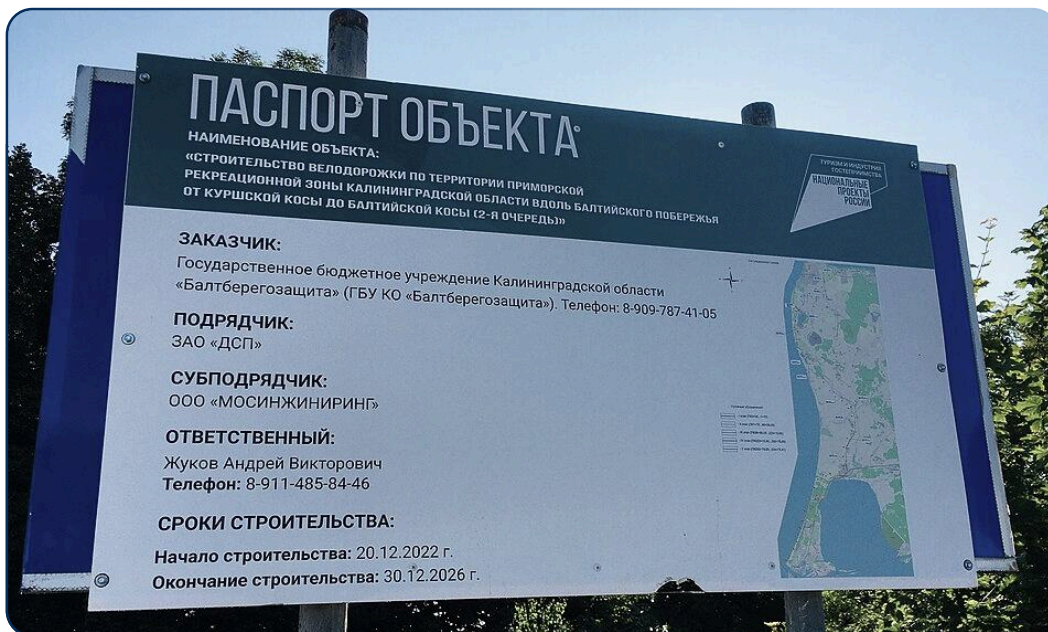 ПАСПОРТ ОБЪЕКТА
НАИМЕНОВАНИЕ ОБЪЕКТА:
«СТРОИТЕЛЬСТВО ВЕЛОДОРОЖКИ ПО ТЕРРИТОРИИ ПРИМОРСКОЙ
РЕКРЕАЦИОННОЙ ЗОНЫ КАЛИНИНГРАДСКОЙ ОБЛАСТИ ВДОЛЬ БАЛТИЙСКОГО ПОБЕРЕЖЬЯ
ОТ КУРШСКОЙ КОСЫ ДО БАЛТИЙСКОЙ КОСЫ (2-Я ОЧЕРЕДЬ)»
ТУРИЗМ И ИНДУСТРИЯ
ГОСТЕПРИИМСТВА
НАЦИОНАЛЬНЫЕ
ПРОЕКТЫ
РОССИИ
ЗАКАЗЧИК:
Государственное бюджетное учреждение Калининградской области
«Балтберегозащита» (ГБУ КО «Балтберегозащита»). Телефон: 8-909-787-41-05
ПОДРЯДЧИК:
ЗАО «ДСП»
СУБПОДРЯДЧИК:
ООО «МОСИНЖИНИРИНГ»
ОТВЕТСТВЕННЫЙ:
Жуков Андрей Викторович
Телефон: 8-911-485-84-46
СРОКИ СТРОИТЕЛЬСТВА:
Начало строительства: 20.12.2022 г.
Окончание строительства: 30.12.2026 г.